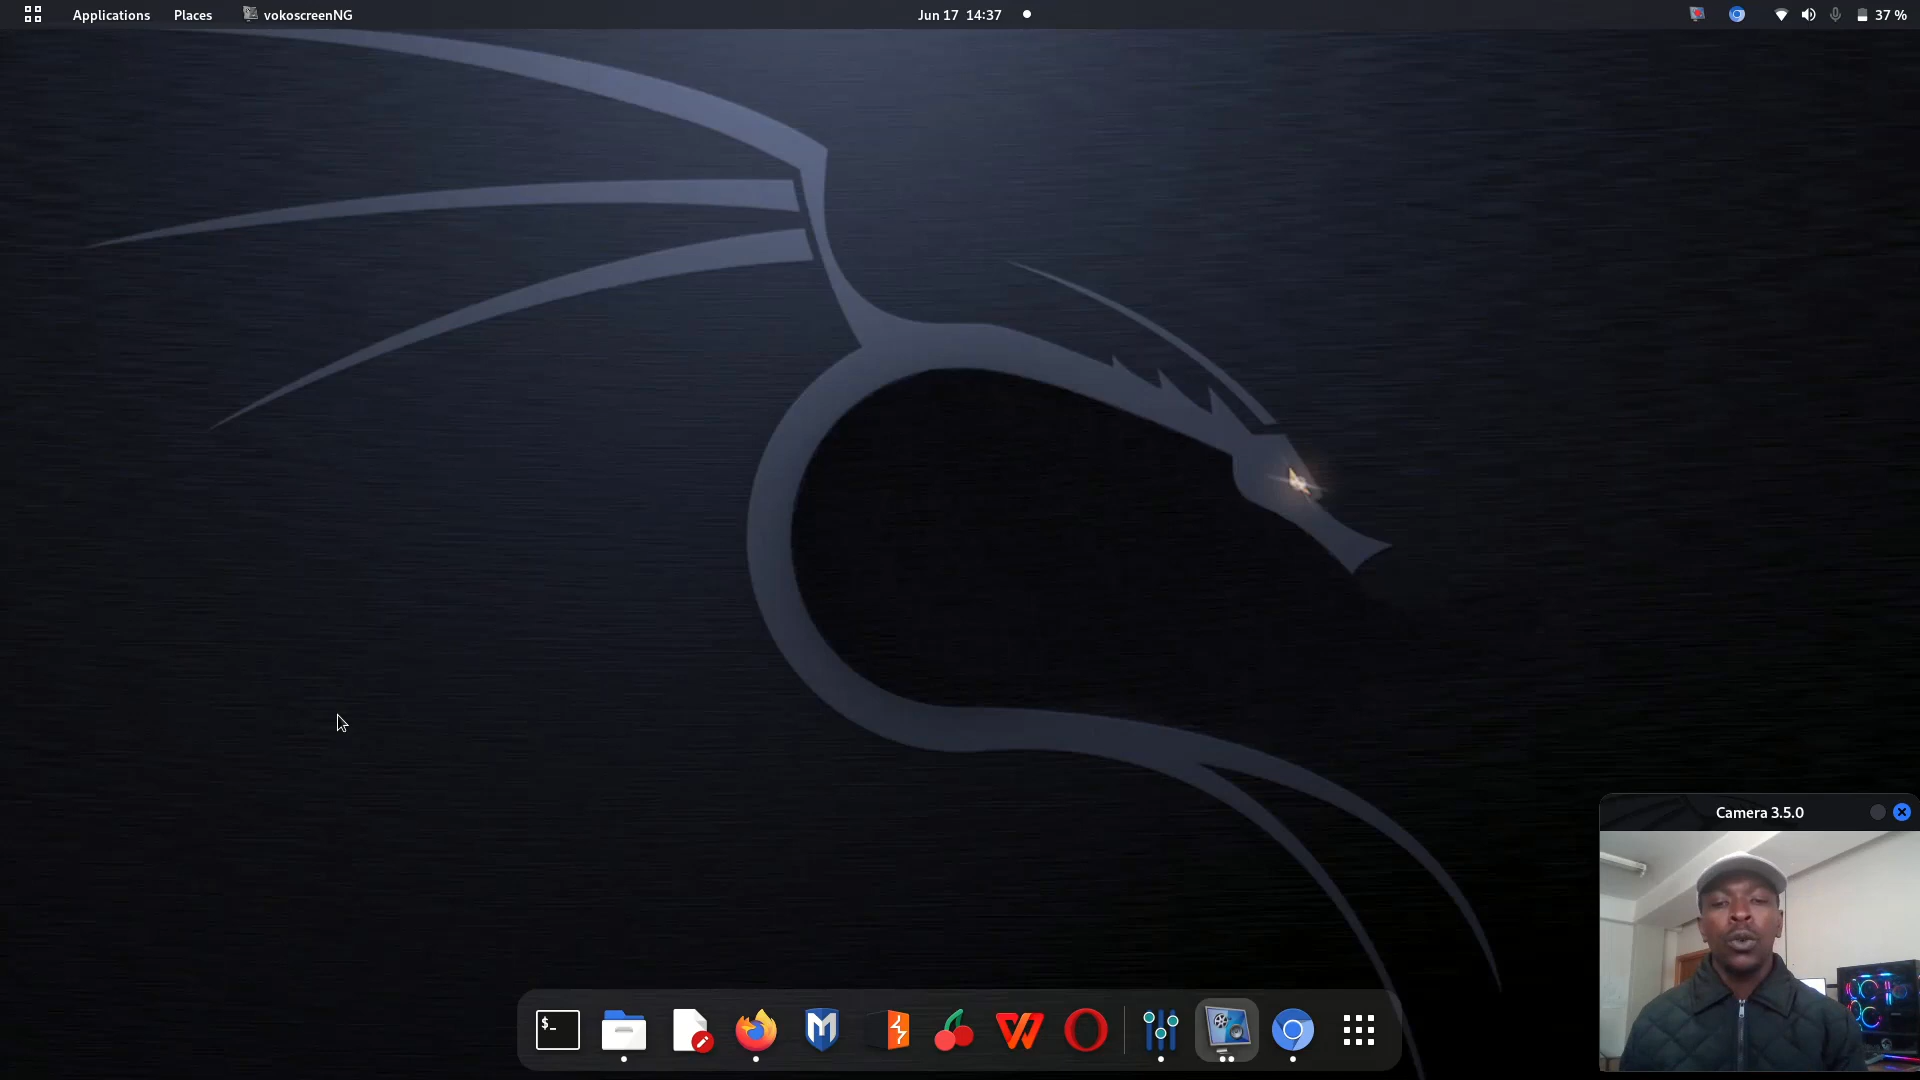 Applications Places vokoscreenNG Jun 17 14:37 37 %
Camera 3.5.0
$_